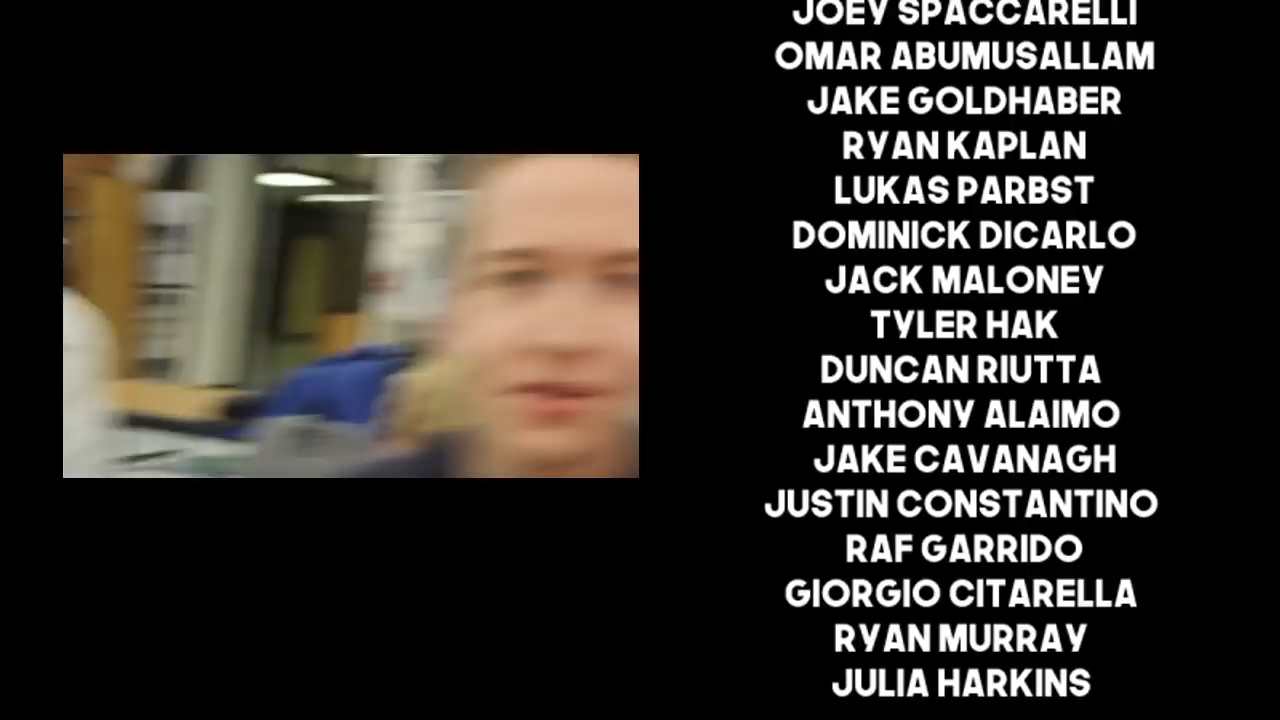 JOEY SPACCARELLI
OMAR ABUMUSALLAM
JAKE GOLDHABER
RYAN KAPLAN
LUKAS PARBST
DOMINICK DICARLO
JACK MALONEY
TYLER HAK
DUNCAN RIUTTA
ANTHONY ALAIMO
JAKE CAVANAGH
JUSTIN CONSTANTINO
RAF GARRIDO
GIORGIO CITARELLA
RYAN MURRAY
JULIA HARKINS